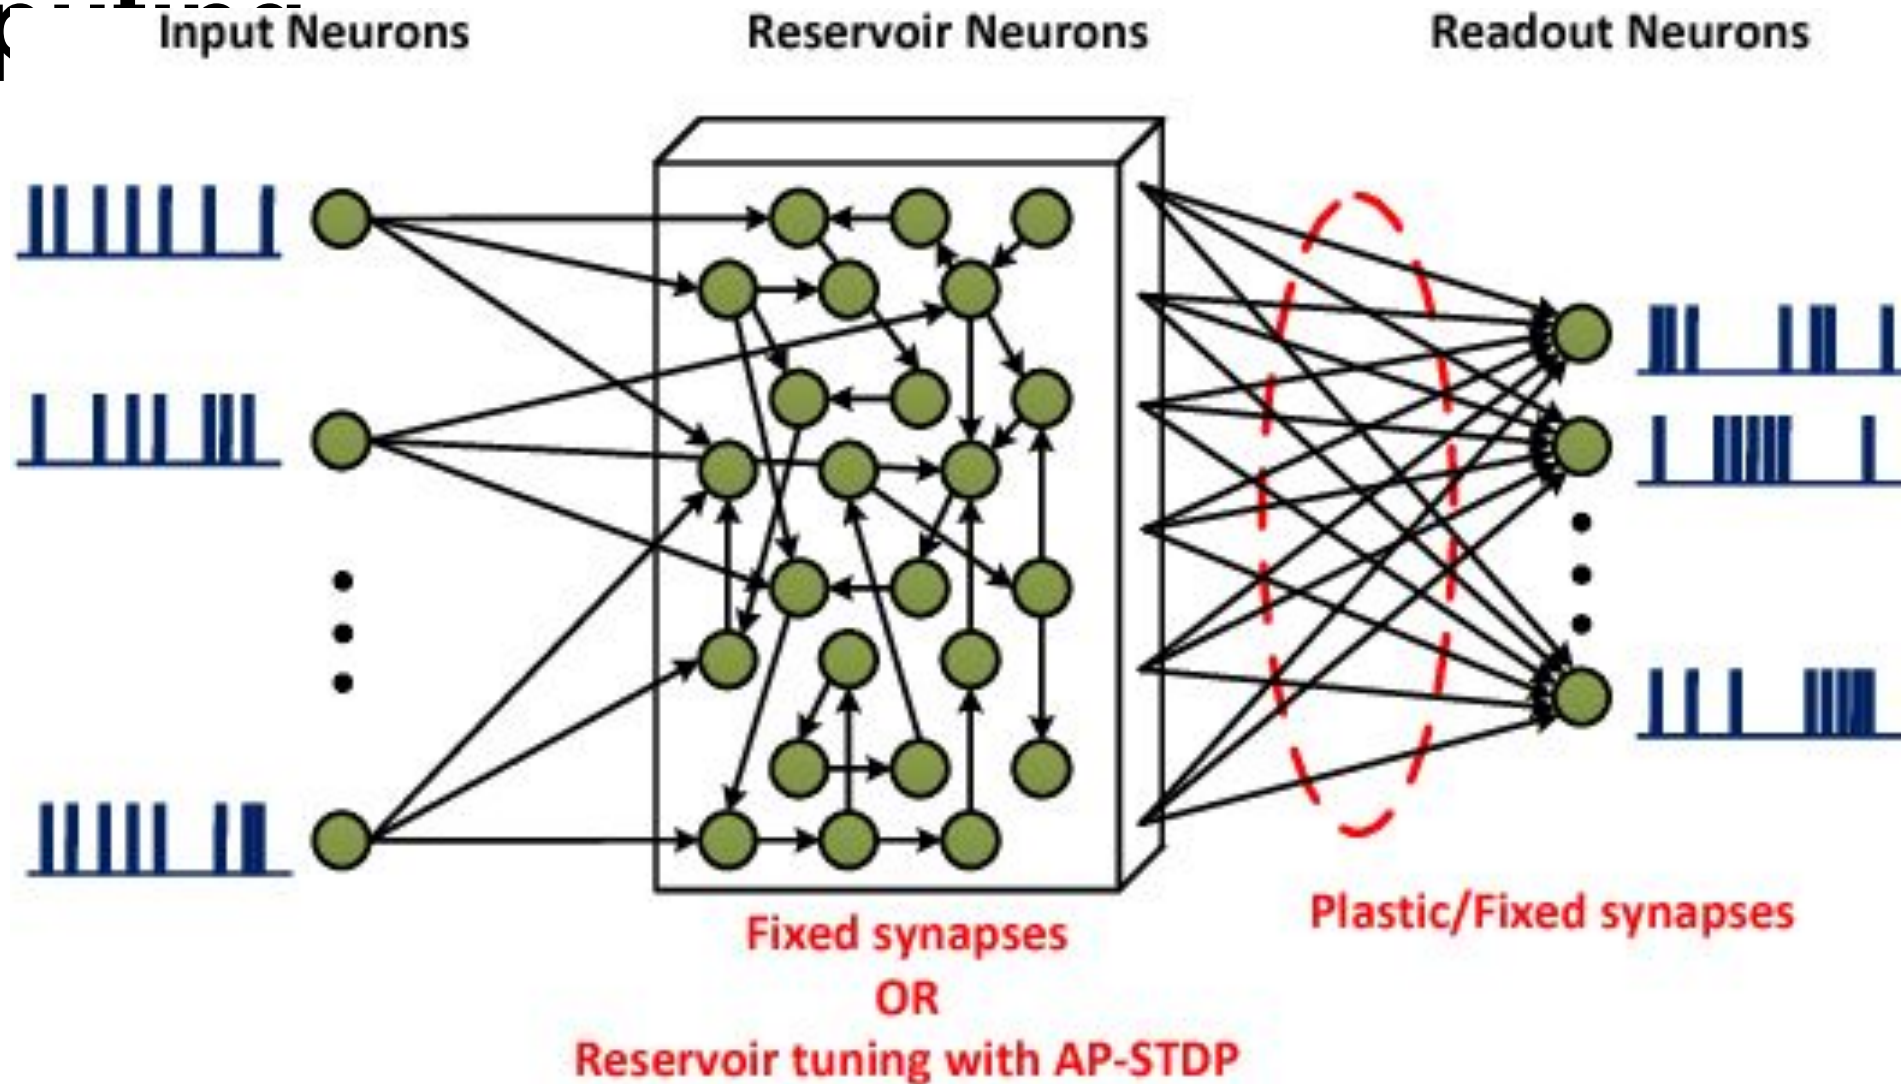 Input Neurons
Reservoir Neurons
Readout Neurons
Plastic/Fixed synapses
Fixed synapses
OR
Reservoir tuning with AP-STDP